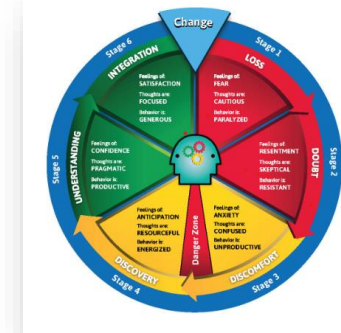 Change
Stage 1
LOSS
Feelings of:
FEAR
Thoughts are:
CAUTIOUS
Behavior is:
PARALYZED
Stage 2
DOUBT
Feelings of:
RESENTMENT
Thoughts are:
SKEPTICAL
Behavior is:
RESISTANT
Stage 3
DISCOMFORT
Feelings of:
ANXIETY
Thoughts are:
CONFUSED
Behavior is:
UNPRODUCTIVE
Danger Zone
Stage 4
DISCOVERY
Feelings of:
ANTICIPATION
Thoughts are:
RESOURCEFUL
Behavior is:
ENERGIZED
Stage 5
UNDERSTANDING
Feelings of:
CONFIDENCE
Thoughts are:
PRAGMATIC
Behavior is:
PRODUCTIVE
Stage 6
INTEGRATION
Feelings of:
SATISFACTION
Thoughts are:
FOCUSED
Behavior is:
GENEROUS